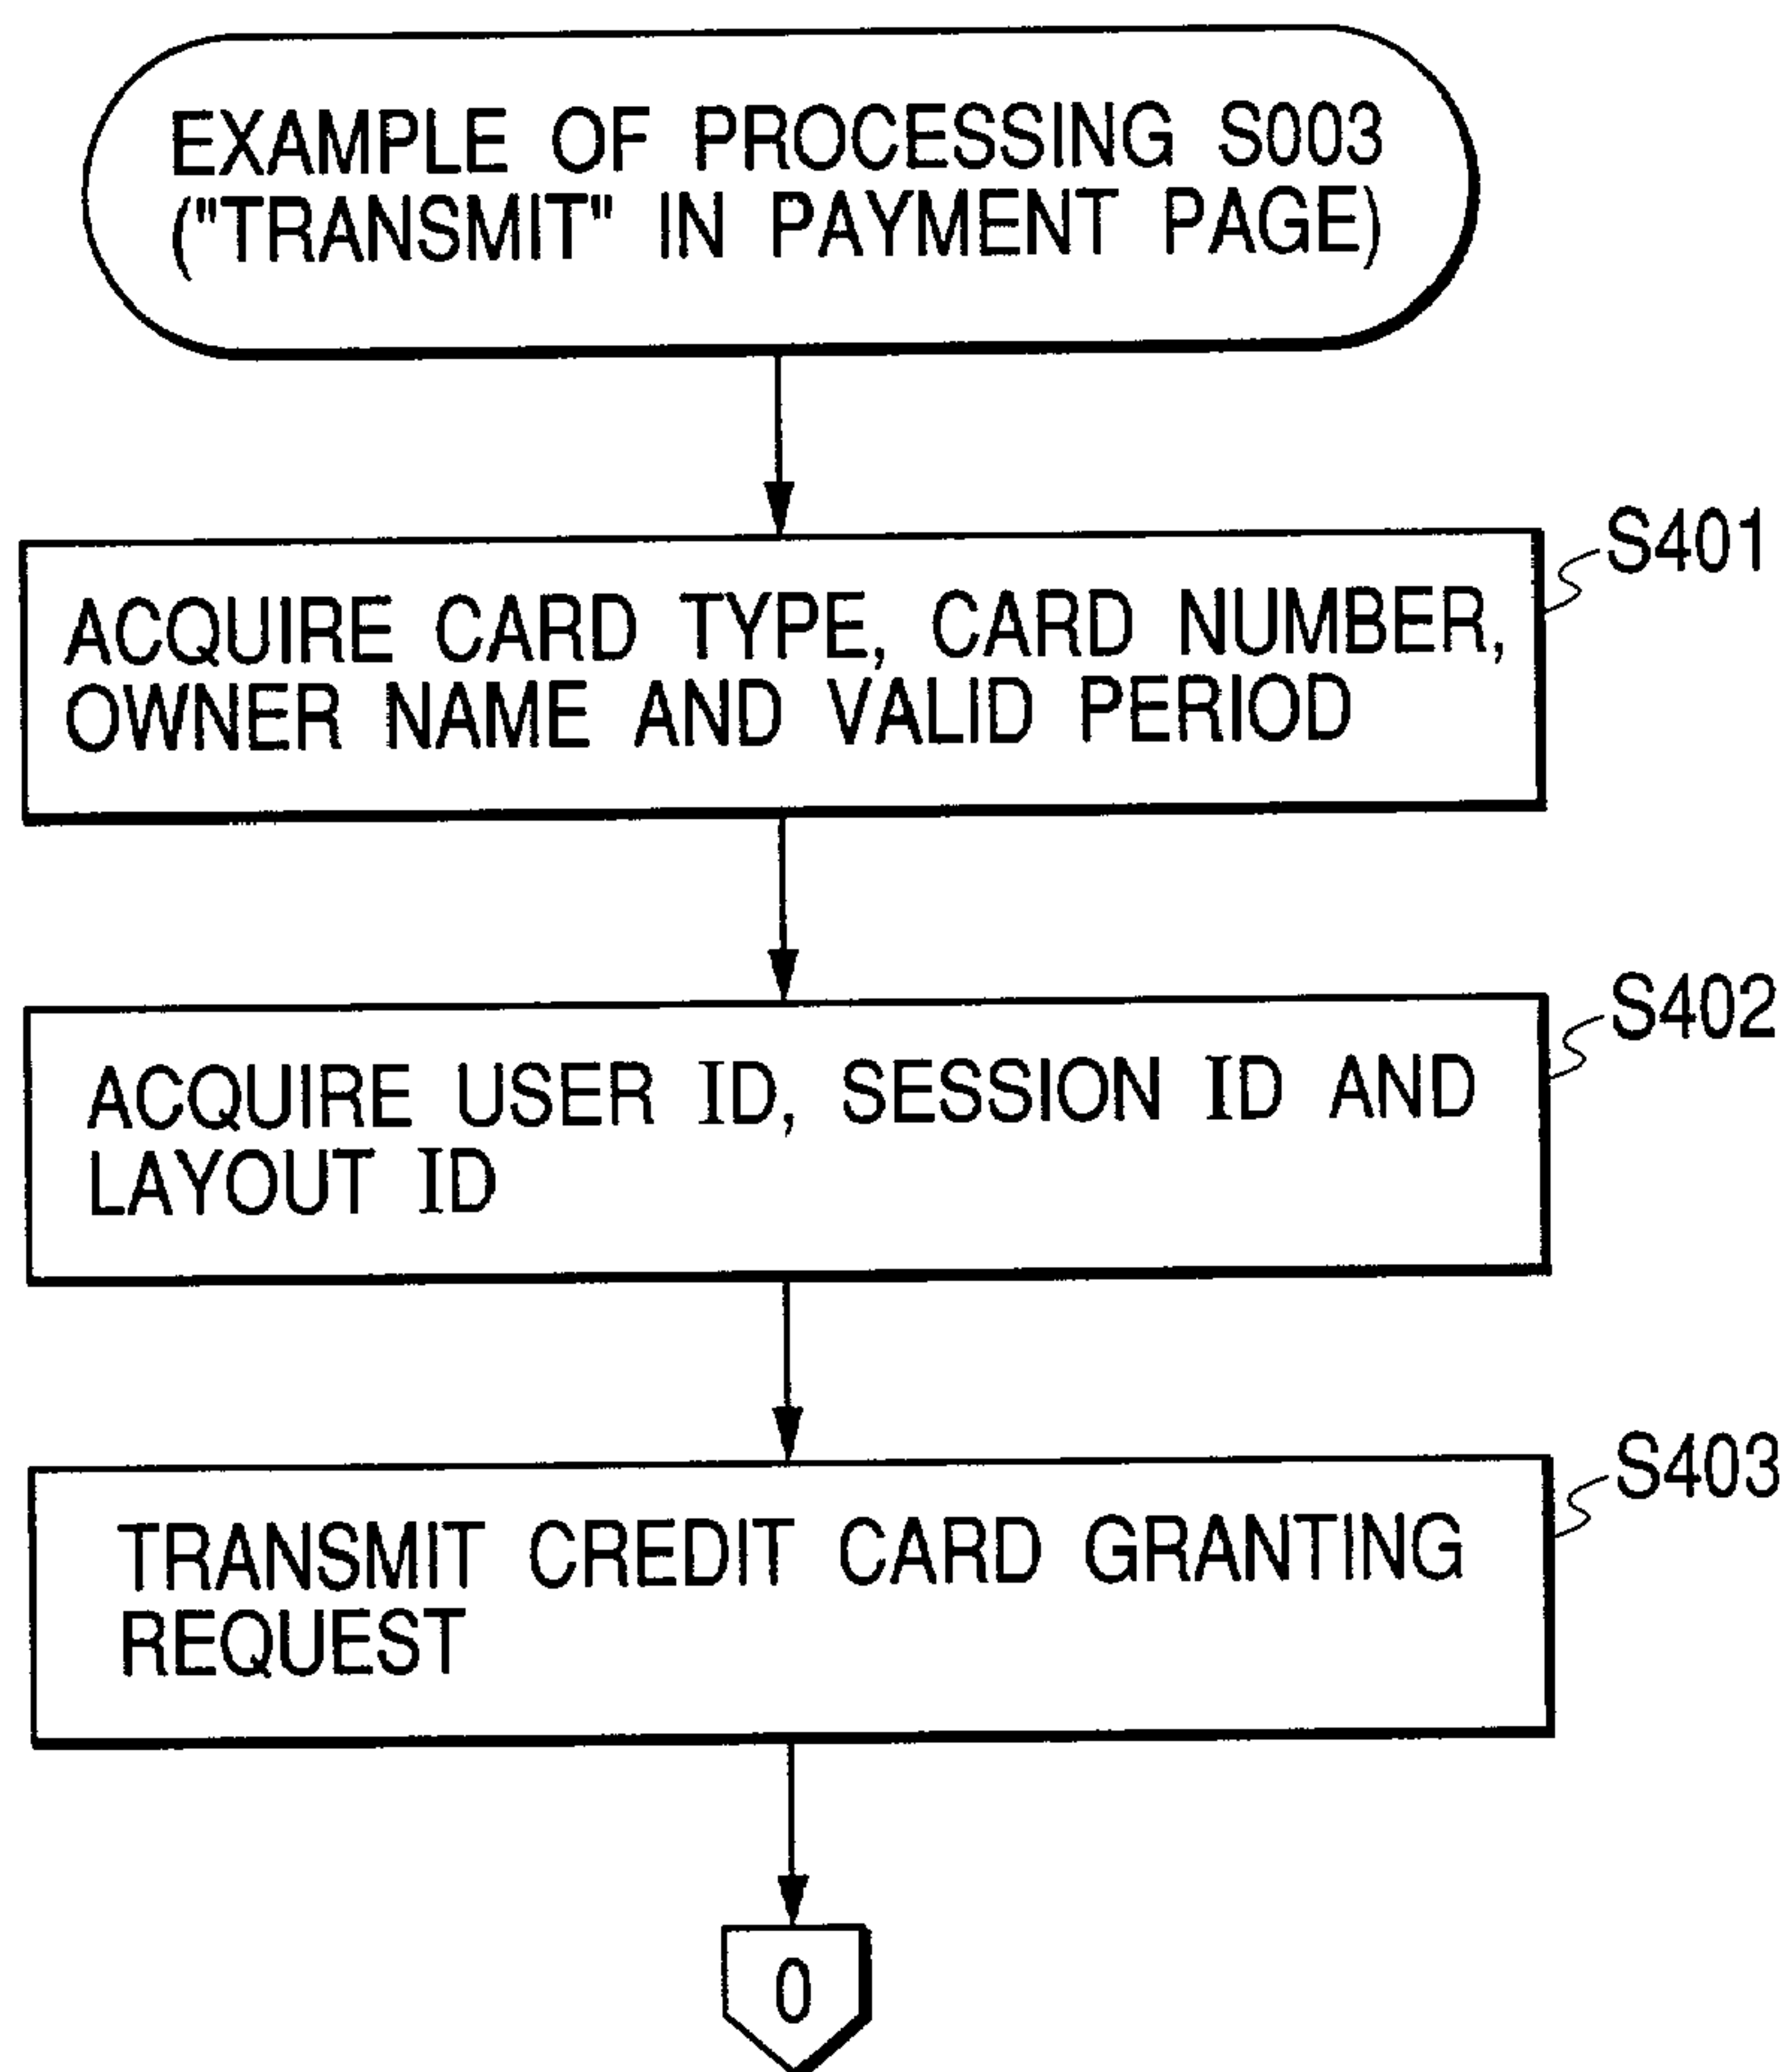 EXAMPLE OF PROCESSING S003
("TRANSMIT" IN PAYMENT PAGE)
S401
ACQUIRE CARD TYPE, CARD NUMBER,
OWNER NAME AND VALID PERIOD
S402
ACQUIRE USER ID, SESSION ID AND
LAYOUT ID
S403
TRANSMIT CREDIT CARD GRANTING
REQUEST
0